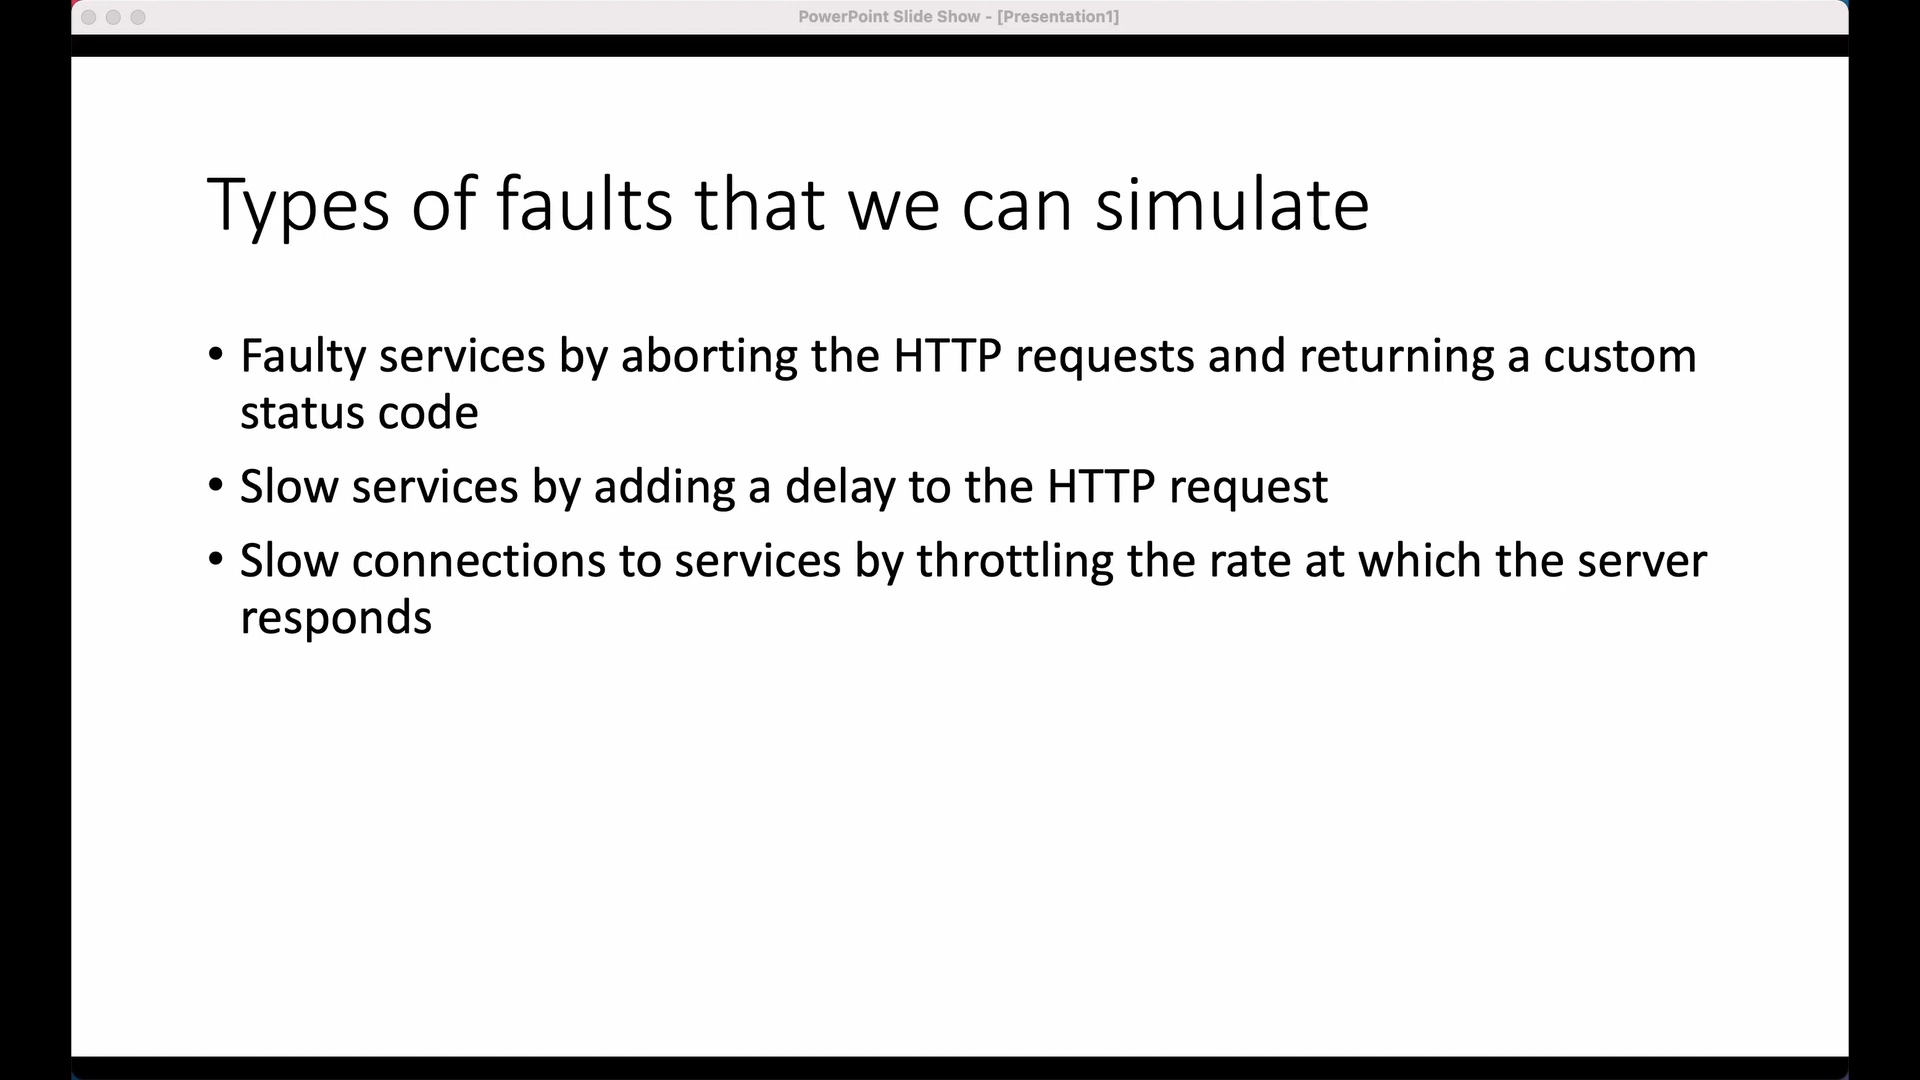 PowerPoint Slide Show - [Presentation1]
Types of faults that we can simulate
• Faulty services by aborting the HTTP requests and returning a custom
status code
• Slow services by adding a delay to the HTTP request
• Slow connections to services by throttling the rate at which the server
responds